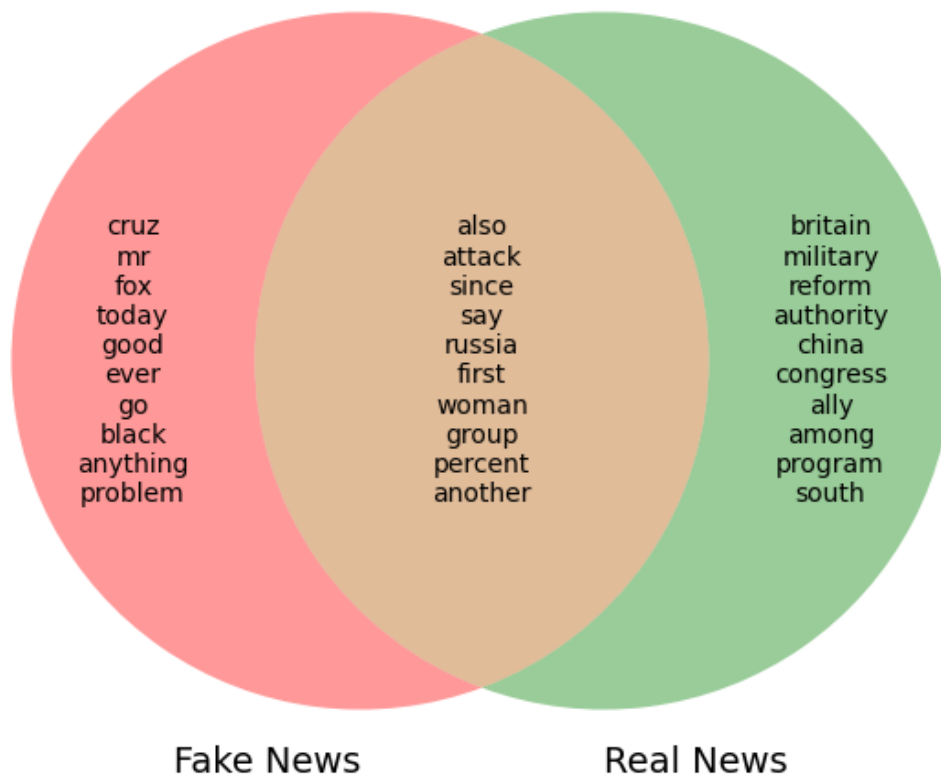 cruz
mr
fox
today
good
ever
go
black
anything
problem
also
attack
since
say
russia
first
woman
group
percent
another
britain
military
reform
authority
china
congress
ally
among
program
south
Fake News
Real News